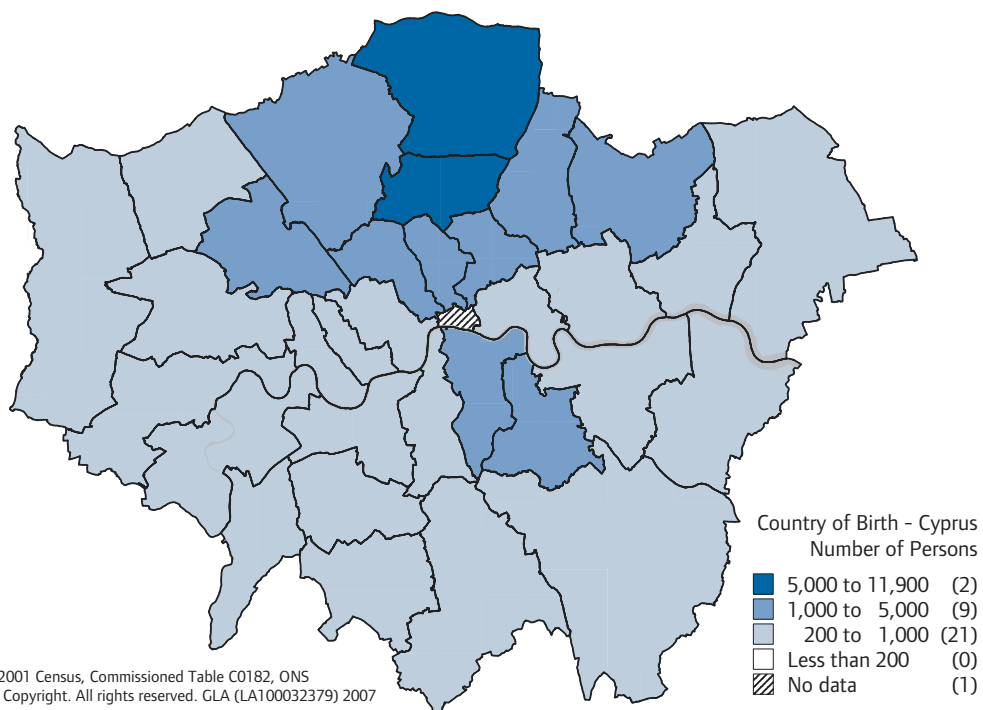 Country of Birth - Cyprus
Number of Persons
5,000 to 11,900 (2)
1,000 to 5,000 (9)
200 to 1,000 (21)
Less than 200 (0)
No data (1)
2001 Census, Commissioned Table C0182, ONS
Copyright. All rights reserved. GLA (LA100032379) 2007